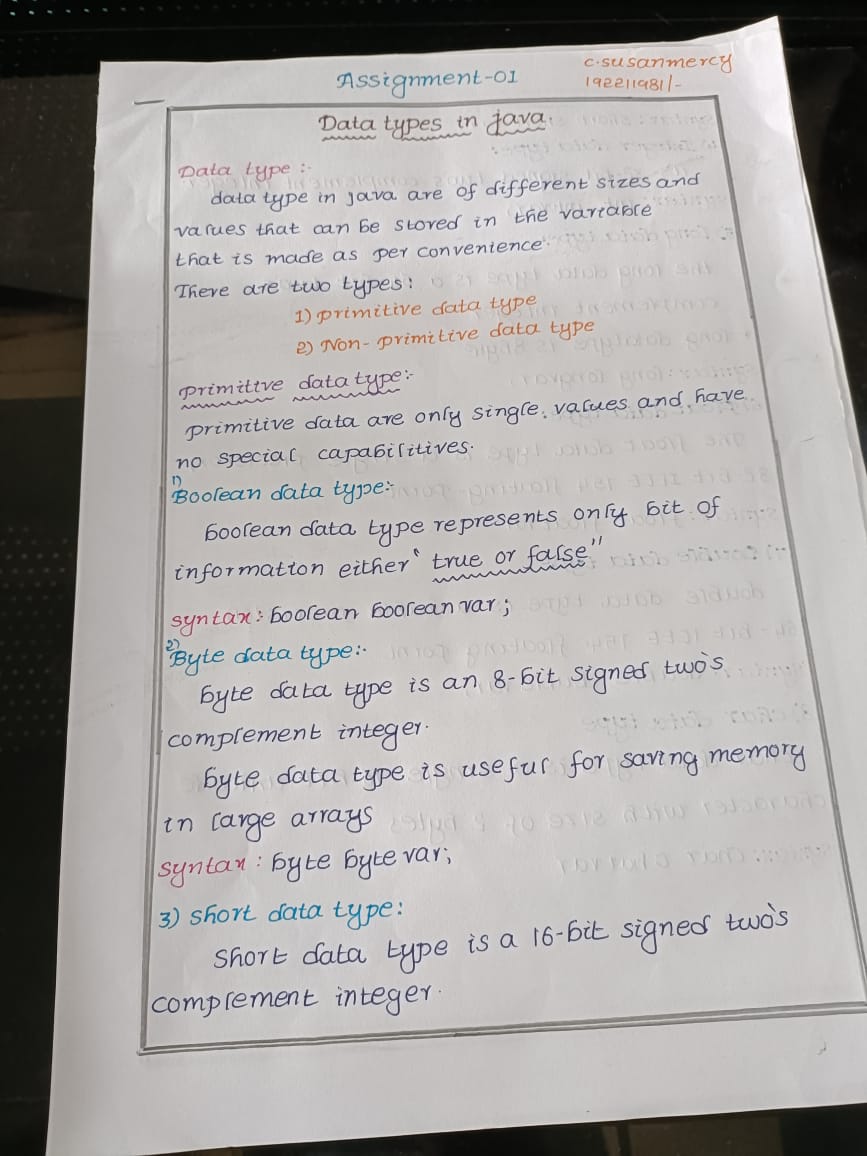 Assignment-01
c.susanmercy
192211981/-
Data types in java.
Data type :-
data type in java are of different sizes and
values that can be stored in the variable
that is made as per convenience.
There are two types:
1) primitive data type
2) Non-primitive data type
primitive data type:-
primitive data are only single values and have
no special capabilitives.
1)
Boolean data type:-
boolean data type represents only bit of
information either "true or false"
syntax: boolean booleanvar;
2)
Byte data type:-
byte data type is an 8-bit signed two's
complement integer.
byte data type is useful for saving memory
in large arrays
syntax: byte bytevar;
3) short data type:
short data type is a 16-bit signed two's
complement integer.